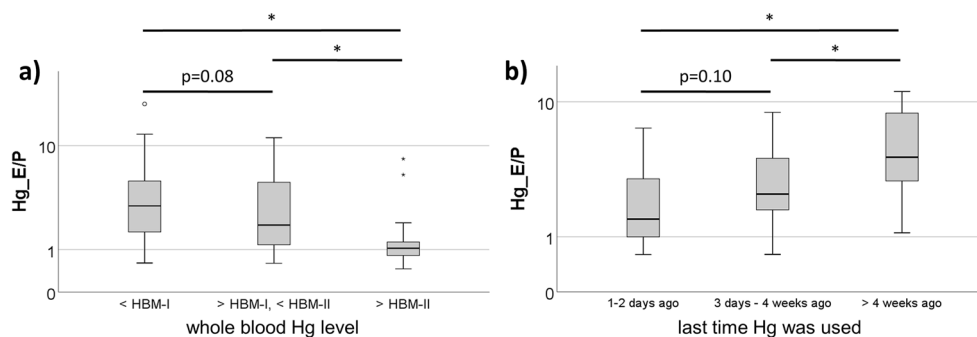 a)
*
*
p=0.08
Hg_E/P
10
1
0
< HBM-I
> HBM-I, < HBM-II
> HBM-II
whole blood Hg level
b)
*
*
p=0.10
Hg_E/P
10
1
0
1-2 days ago
3 days - 4 weeks ago
> 4 weeks ago
last time Hg was used